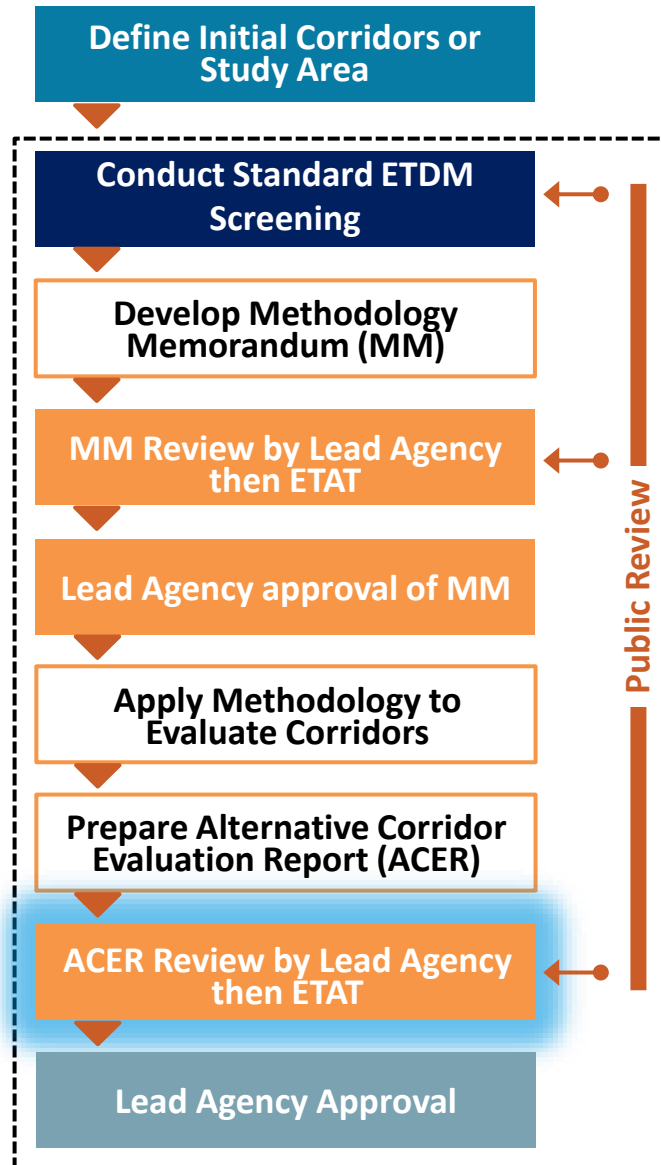 Define Initial Corridors or
Study Area
Conduct Standard ETDM
Screening
Develop Methodology
Memorandum (MM)
MM Review by Lead Agency
then ETAT
Lead Agency approval of MM
Apply Methodology to
Evaluate Corridors
Prepare Alternative Corridor
Evaluation Report (ACER)
ACER Review by Lead Agency
then ETAT
Lead Agency Approval
Public Review